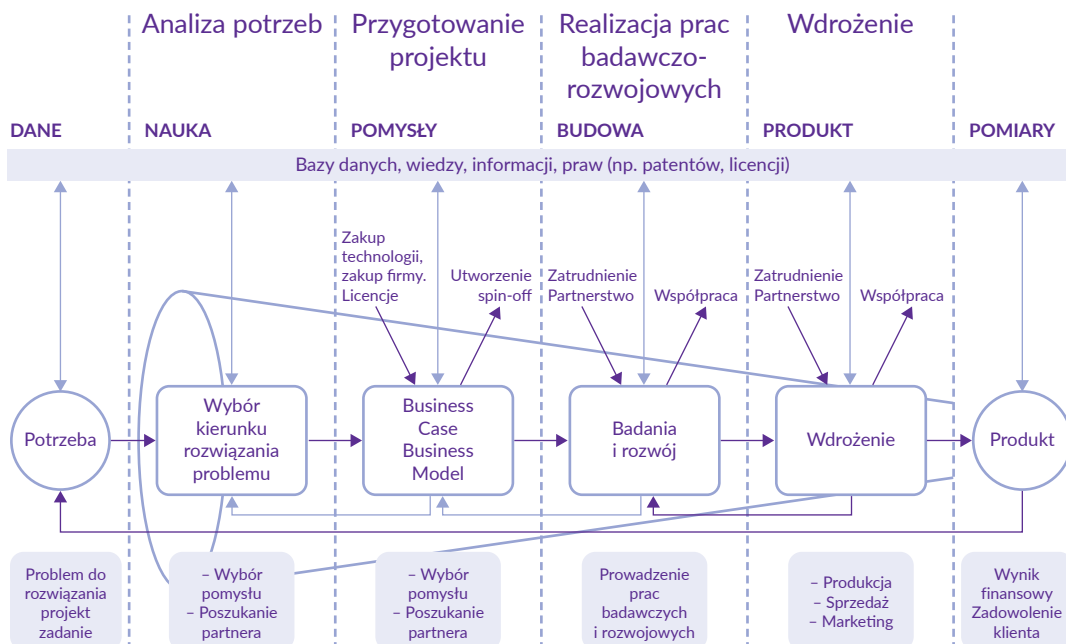 Analiza potrzeb
Przygotowanie
projektu
Realizacja prac
badawczo-
rozwojowych
Wdrożenie
DANE
NAUKA
POMYSŁY
BUDOWA
PRODUKT
POMIARY
Bazy danych, wiedzy, informacji, praw (np. patentów, licencji)
Zakup
technologii,
zakup firmy.
Licencje
Utworzenie
spin-off
Zatrudnienie
Partnerstwo
Współpraca
Zatrudnienie
Partnerstwo
Współpraca
Potrzeba
Wybór
kierunku
rozwiązania
problemu
Business
Case
Business
Model
Badania
i rozwój
Wdrożenie
Produkt
Problem do
rozwiązania
projekt
zadanie
– Wybór
pomysłu
– Poszukanie
partnera
– Wybór
pomysłu
– Poszukanie
partnera
Prowadzenie
prac
badawczych
i rozwojowych
– Produkcja
– Sprzedaż
– Marketing
Wynik
finansowy
Zadowolenie
klienta